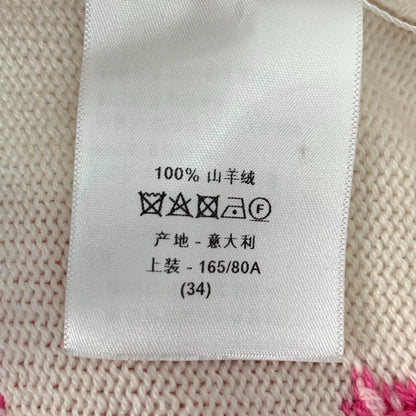 100% 山羊绒
F
产地 - 意大利
上装 - 165/80A
(34)